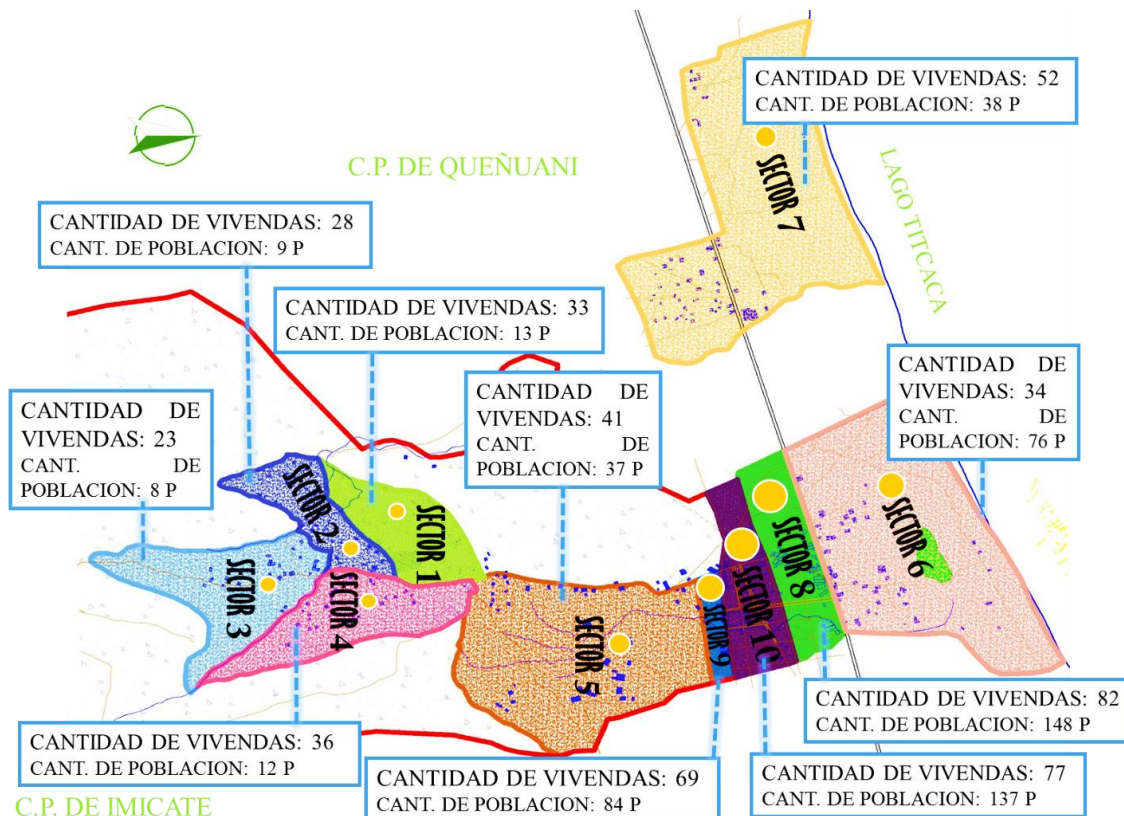 CANTIDAD DE VIVENDAS: 52
CANT. DE POBLACION: 38 P
C.P. DE QUEÑUANI
SECTOR 7
LAGO TITCACA
CANTIDAD DE VIVENDAS: 28
CANT. DE POBLACION: 9 P
CANTIDAD DE VIVENDAS: 33
CANT. DE POBLACION: 13 P
CANTIDAD DE
VIVENDAS: 34
CANT. DE
POBLACION: 76 P
CANTIDAD DE
VIVENDAS: 41
CANT. DE
POBLACION: 37 P
CANTIDAD DE
VIVENDAS: 23
CANT. DE
POBLACION: 8 P
SECTOR 2
SECTOR 1
SECTOR 3
SECTOR 4
SECTOR 5
SECTOR 9
SECTOR 10
SECTOR 8
SECTOR 6
CANTIDAD DE VIVENDAS: 82
CANT. DE POBLACION: 148 P
CANTIDAD DE VIVENDAS: 36
CANT. DE POBLACION: 12 P
CANTIDAD DE VIVENDAS: 69
CANT. DE POBLACION: 84 P
CANTIDAD DE VIVENDAS: 77
CANT. DE POBLACION: 137 P
C.P. DE IMICATE